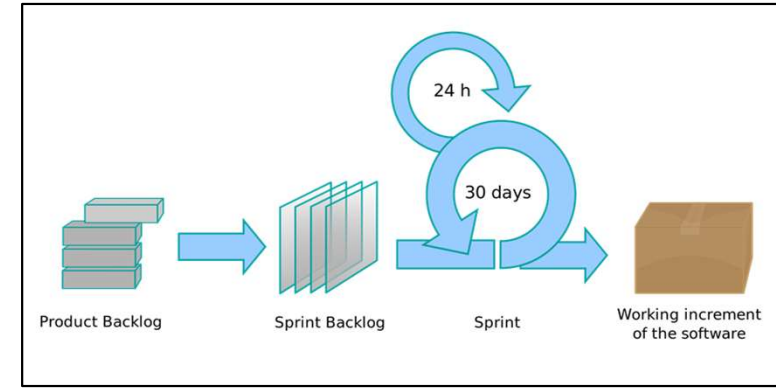 24 h
30 days
Product Backlog
Sprint Backlog
Sprint
Working increment
of the software